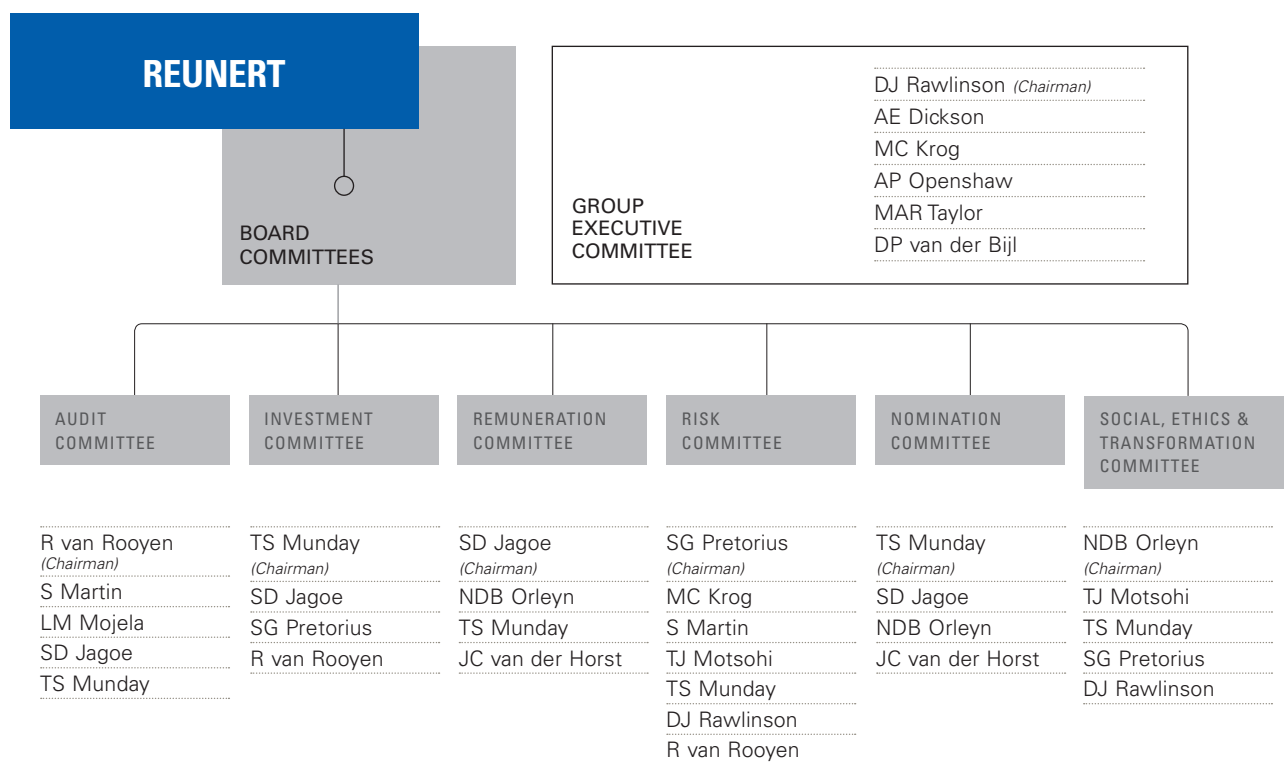 REUNERT
BOARD
COMMITTEES
GROUP
EXECUTIVE
COMMITTEE
DJ Rawlinson (Chairman)
AE Dickson
MC Krog
AP Openshaw
MAR Taylor
DP van der Bijl
AUDIT
COMMITTEE
R van Rooyen
(Chairman)
S Martin
LM Mojela
SD Jagoe
TS Munday
INVESTMENT
COMMITTEE
TS Munday
(Chairman)
SD Jagoe
SG Pretorius
R van Rooyen
REMUNERATION
COMMITTEE
SD Jagoe
(Chairman)
NDB Orleyn
TS Munday
JC van der Horst
RISK
COMMITTEE
SG Pretorius
(Chairman)
MC Krog
S Martin
TJ Motsohi
TS Munday
DJ Rawlinson
R van Rooyen
NOMINATION
COMMITTEE
TS Munday
(Chairman)
SD Jagoe
NDB Orleyn
JC van der Horst
SOCIAL, ETHICS &
TRANSFORMATION
COMMITTEE
NDB Orleyn
(Chairman)
TJ Motsohi
TS Munday
SG Pretorius
DJ Rawlinson